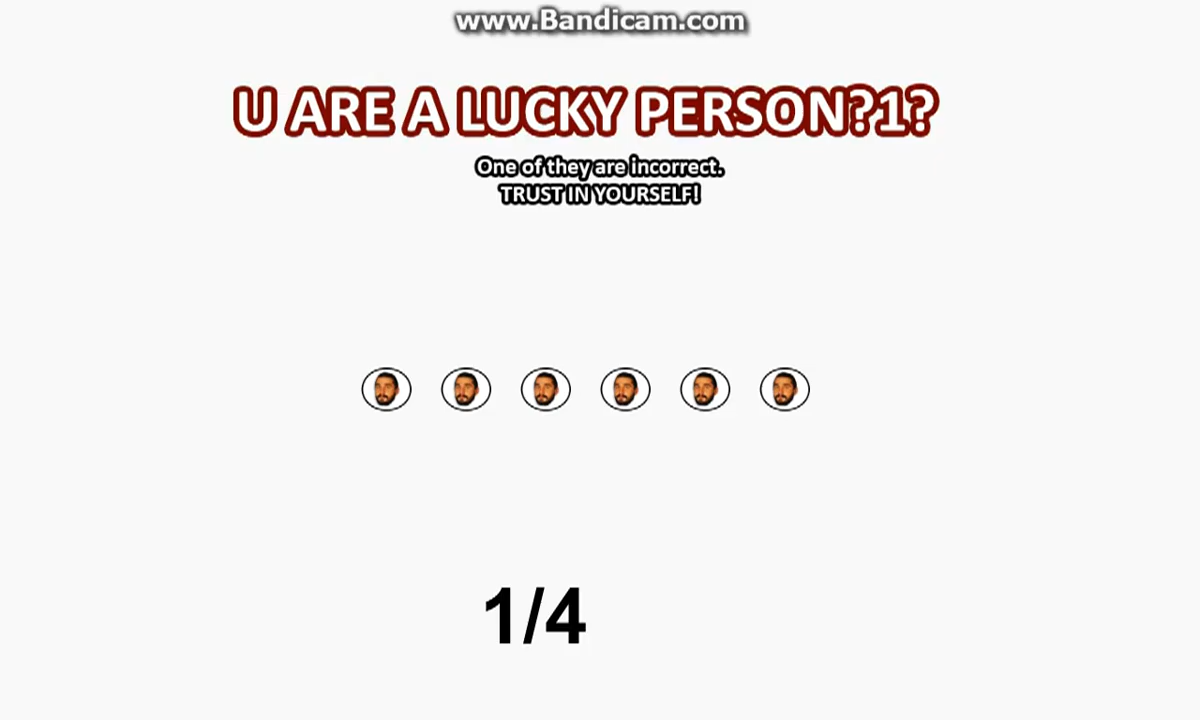 www.Bandicam.com
U ARE A LUCKY PERSON?1?
One of they are incorrect.
TRUST IN YOURSELF!
1/4